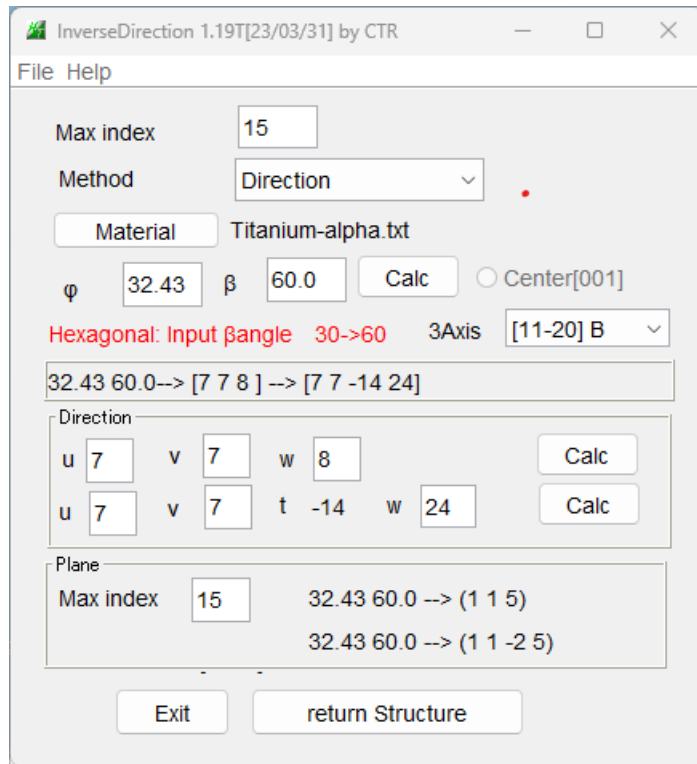 InverseDirection 1.19T[23/03/31] by CTR
File Help
Max index 15
Method Direction
Material Titanium-alpha.txt
φ 32.43 β 60.0 Calc Center[001]
Hexagonal: Input βangle 30->60 3Axis [11-20] B
32.43 60.0--> [7 7 8 ] --> [7 7 -14 24]
Direction
u 7 v 7 w 8 Calc
u 7 v 7 t -14 w 24 Calc
Plane
Max index 15 32.43 60.0 --> (1 1 5)
32.43 60.0 --> (1 1 -2 5)
Exit return Structure